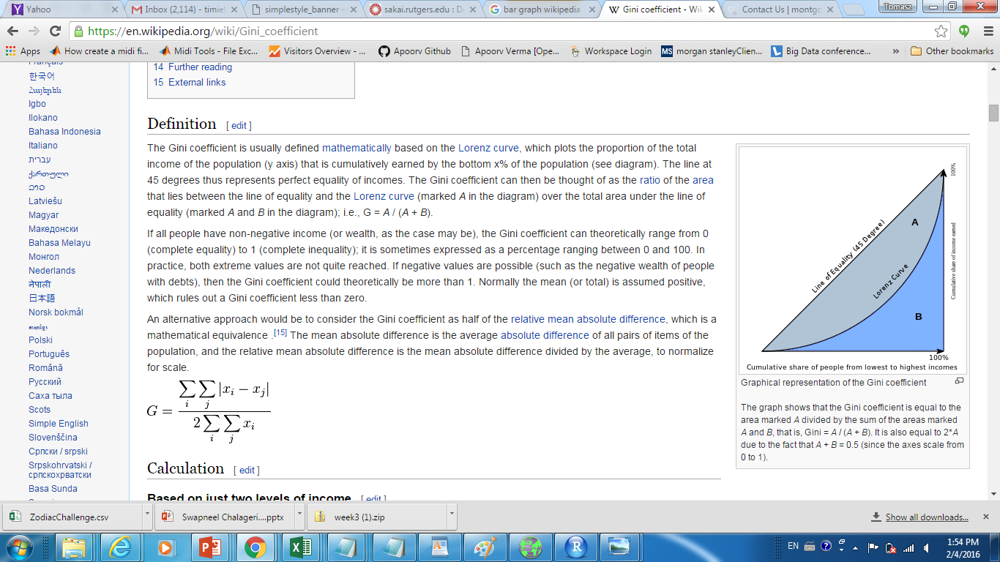 Yahoo
Inbox (2,114) - timiel
simplestyle_banner -
sakai.rutgers.edu : D
bar graph wikipedia
Gini coefficient - Wik
Contact Us | montgc
Tomasz
https://en.wikipedia.org/wiki/Gini_coefficient
Apps
How create a midi fi...
Midi Tools - File Exc...
Visitors Overview - ...
Apoorv Github
Apoorv Verma [Ope...
Workspace Login
MS morgan stanleyClien...
Big Data conference...
»
Other bookmarks
Français
한국어
Հայերեն
Igbo
Ilokano
Bahasa Indonesia
Italiano
עברית
ქართული
ລາວ
Latviešu
Magyar
Македонски
Bahasa Melayu
Монгол
Nederlands
नेपाली
日本語
Norsk bokmål
Polski
Português
Română
Русский
Саха тыла
Scots
Simple English
Slovenščina
Српски / srpski
Srpskohrvatski /
српскохрватски
Basa Sunda
14 Further reading
15 External links
Definition [ edit ]
The Gini coefficient is usually defined mathematically based on the Lorenz curve, which plots the proportion of the total
income of the population (y axis) that is cumulatively earned by the bottom x% of the population (see diagram). The line at
45 degrees thus represents perfect equality of incomes. The Gini coefficient can then be thought of as the ratio of the area
that lies between the line of equality and the Lorenz curve (marked A in the diagram) over the total area under the line of
equality (marked A and B in the diagram); i.e., G = A / (A + B).
If all people have non-negative income (or wealth, as the case may be), the Gini coefficient can theoretically range from 0
(complete equality) to 1 (complete inequality); it is sometimes expressed as a percentage ranging between 0 and 100. In
practice, both extreme values are not quite reached. If negative values are possible (such as the negative wealth of people
with debts), then the Gini coefficient could theoretically be more than 1. Normally the mean (or total) is assumed positive,
which rules out a Gini coefficient less than zero.
An alternative approach would be to consider the Gini coefficient as half of the relative mean absolute difference, which is a
mathematical equivalence .[15] The mean absolute difference is the average absolute difference of all pairs of items of the
population, and the relative mean absolute difference is the mean absolute difference divided by the average, to normalize
for scale.
G = ∑i ∑j |xi − xj| / 2 ∑i ∑j xi
Calculation [ edit ]
Based on just two levels of income [ edit ]
100%
A
Line of Equality (45 Degree)
Cumulative share of income earned
Lorenz Curve
B
100%
Cumulative share of people from lowest to highest incomes
Graphical representation of the Gini coefficient
The graph shows that the Gini coefficient is equal to the
area marked A divided by the sum of the areas marked
A and B, that is, Gini = A / (A + B). It is also equal to 2*A
due to the fact that A + B = 0.5 (since the axes scale from
0 to 1).
ZodiacChallenge.csv
Swapneel Chalageri....pptx
week3 (1).zip
Show all downloads...
EN
1:54 PM
2/4/2016